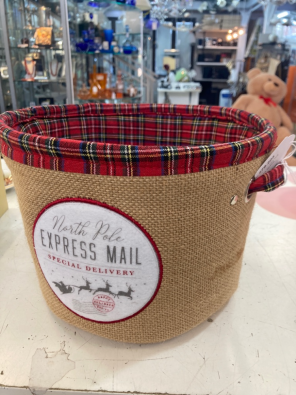 North Pole
EXPRESS MAIL
SPECIAL DELIVERY